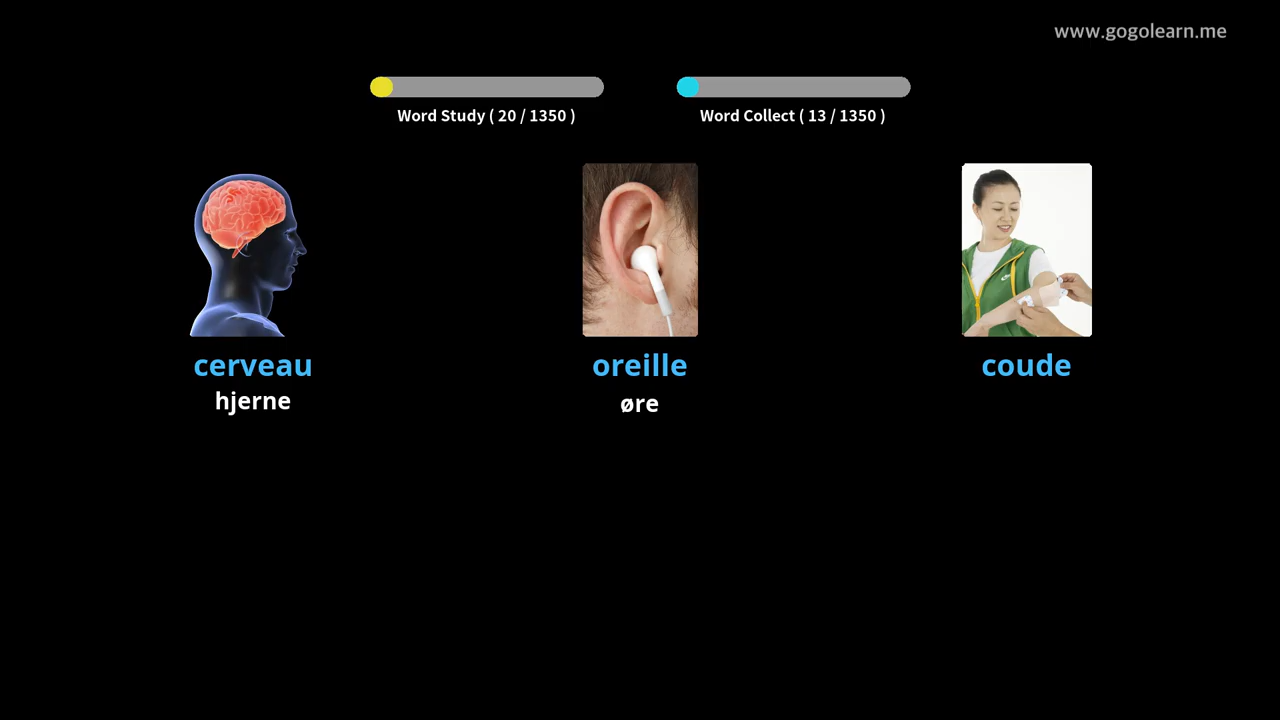 www.gogolearn.me
Word Study ( 20 / 1350 )
Word Collect ( 13 / 1350 )
cerveau
hjerne
oreille
øre
coude